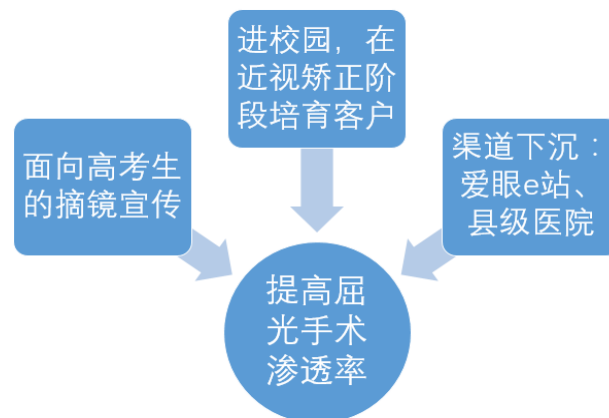 进校园，在
近视矫正阶
段培育客户
面向高考生
的摘镜宣传
渠道下沉：
爱眼e站、
县级医院
提高屈
光手术
渗透率